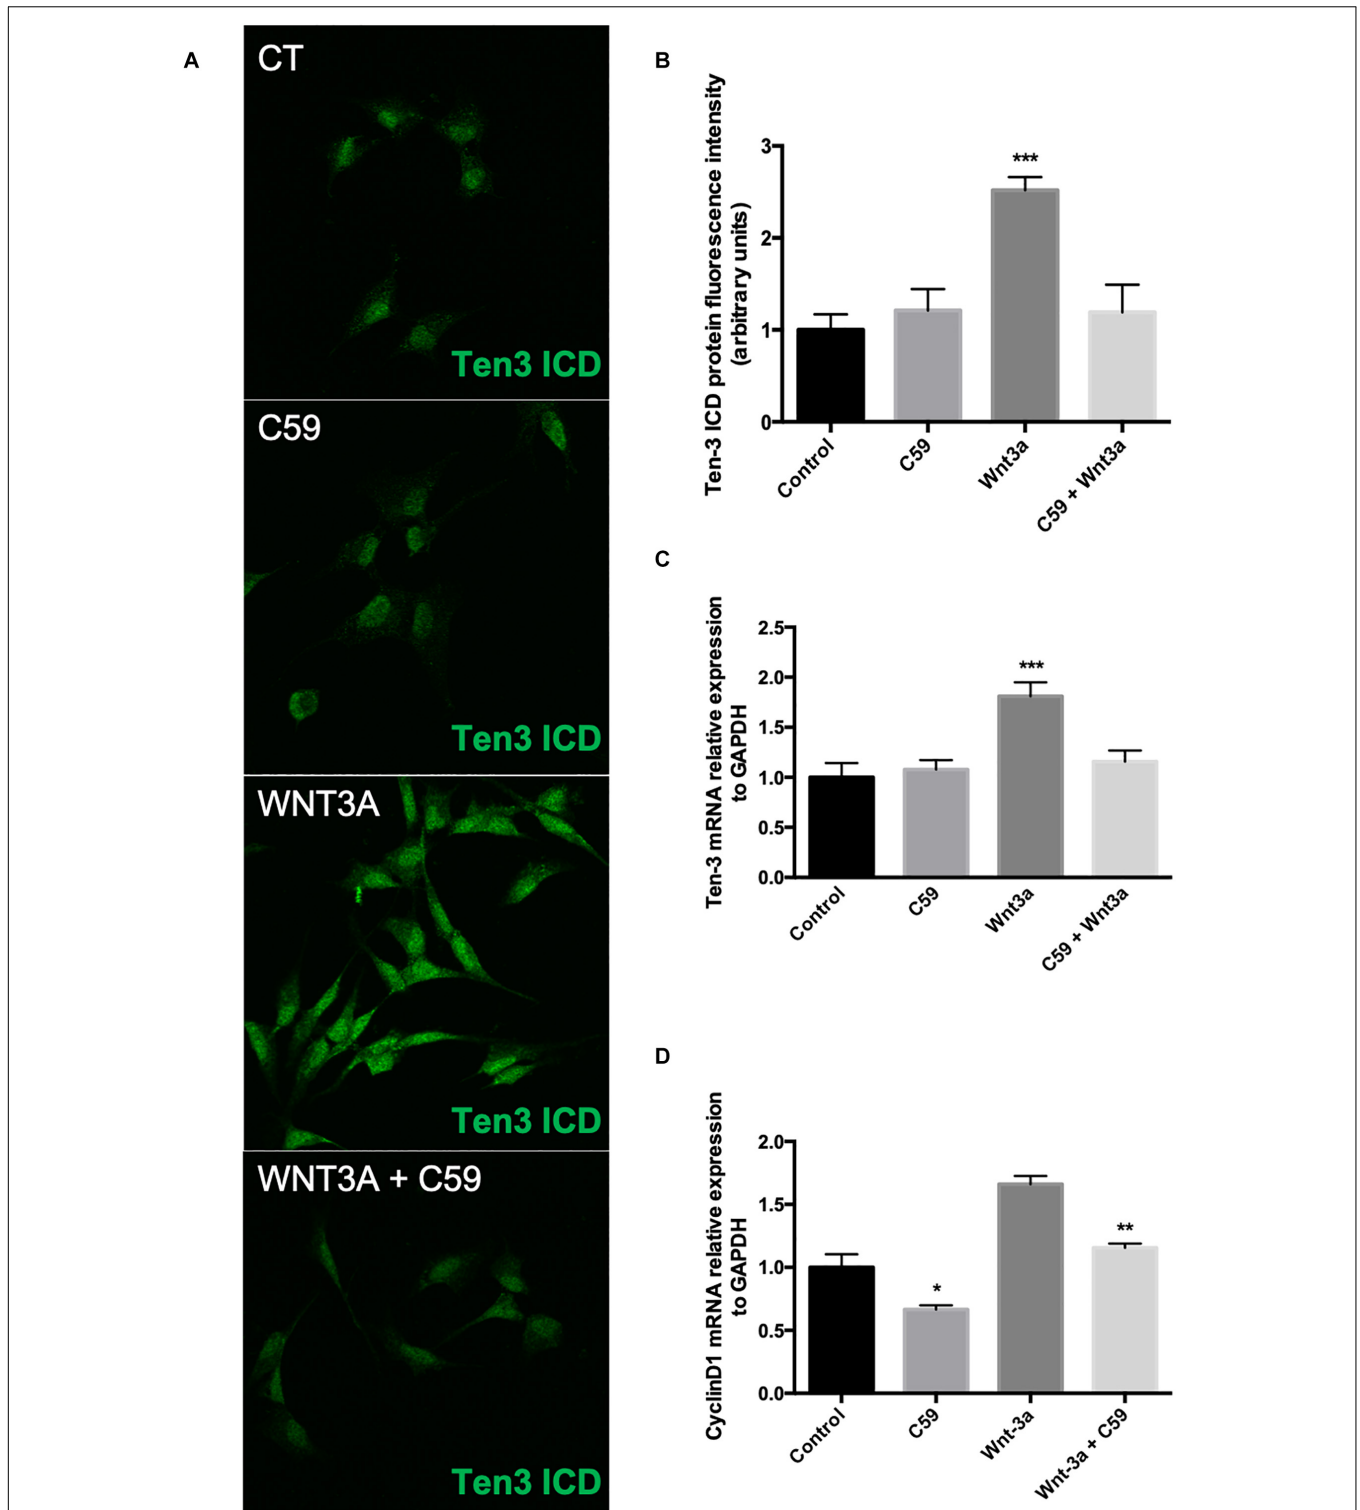 A
CT
Ten3 ICD
C59
Ten3 ICD
WNT3A
Ten3 ICD
WNT3A + C59
Ten3 ICD
B
Ten-3 ICD protein fluorescence intensity
(arbitrary units)
3
2
1
0
***
Control
C59
Wnt3a
C59 + Wnt3a
C
Ten-3 mRNA relative expression
to GAPDH
2.5
2.0
1.5
1.0
0.5
0.0
***
Control
C59
Wnt3a
C59 + Wnt3a
D
CyclinD1 mRNA relative expression
to GAPDH
2.0
1.5
1.0
0.5
0.0
*
**
Control
C59
Wnt-3a
Wnt-3a + C59